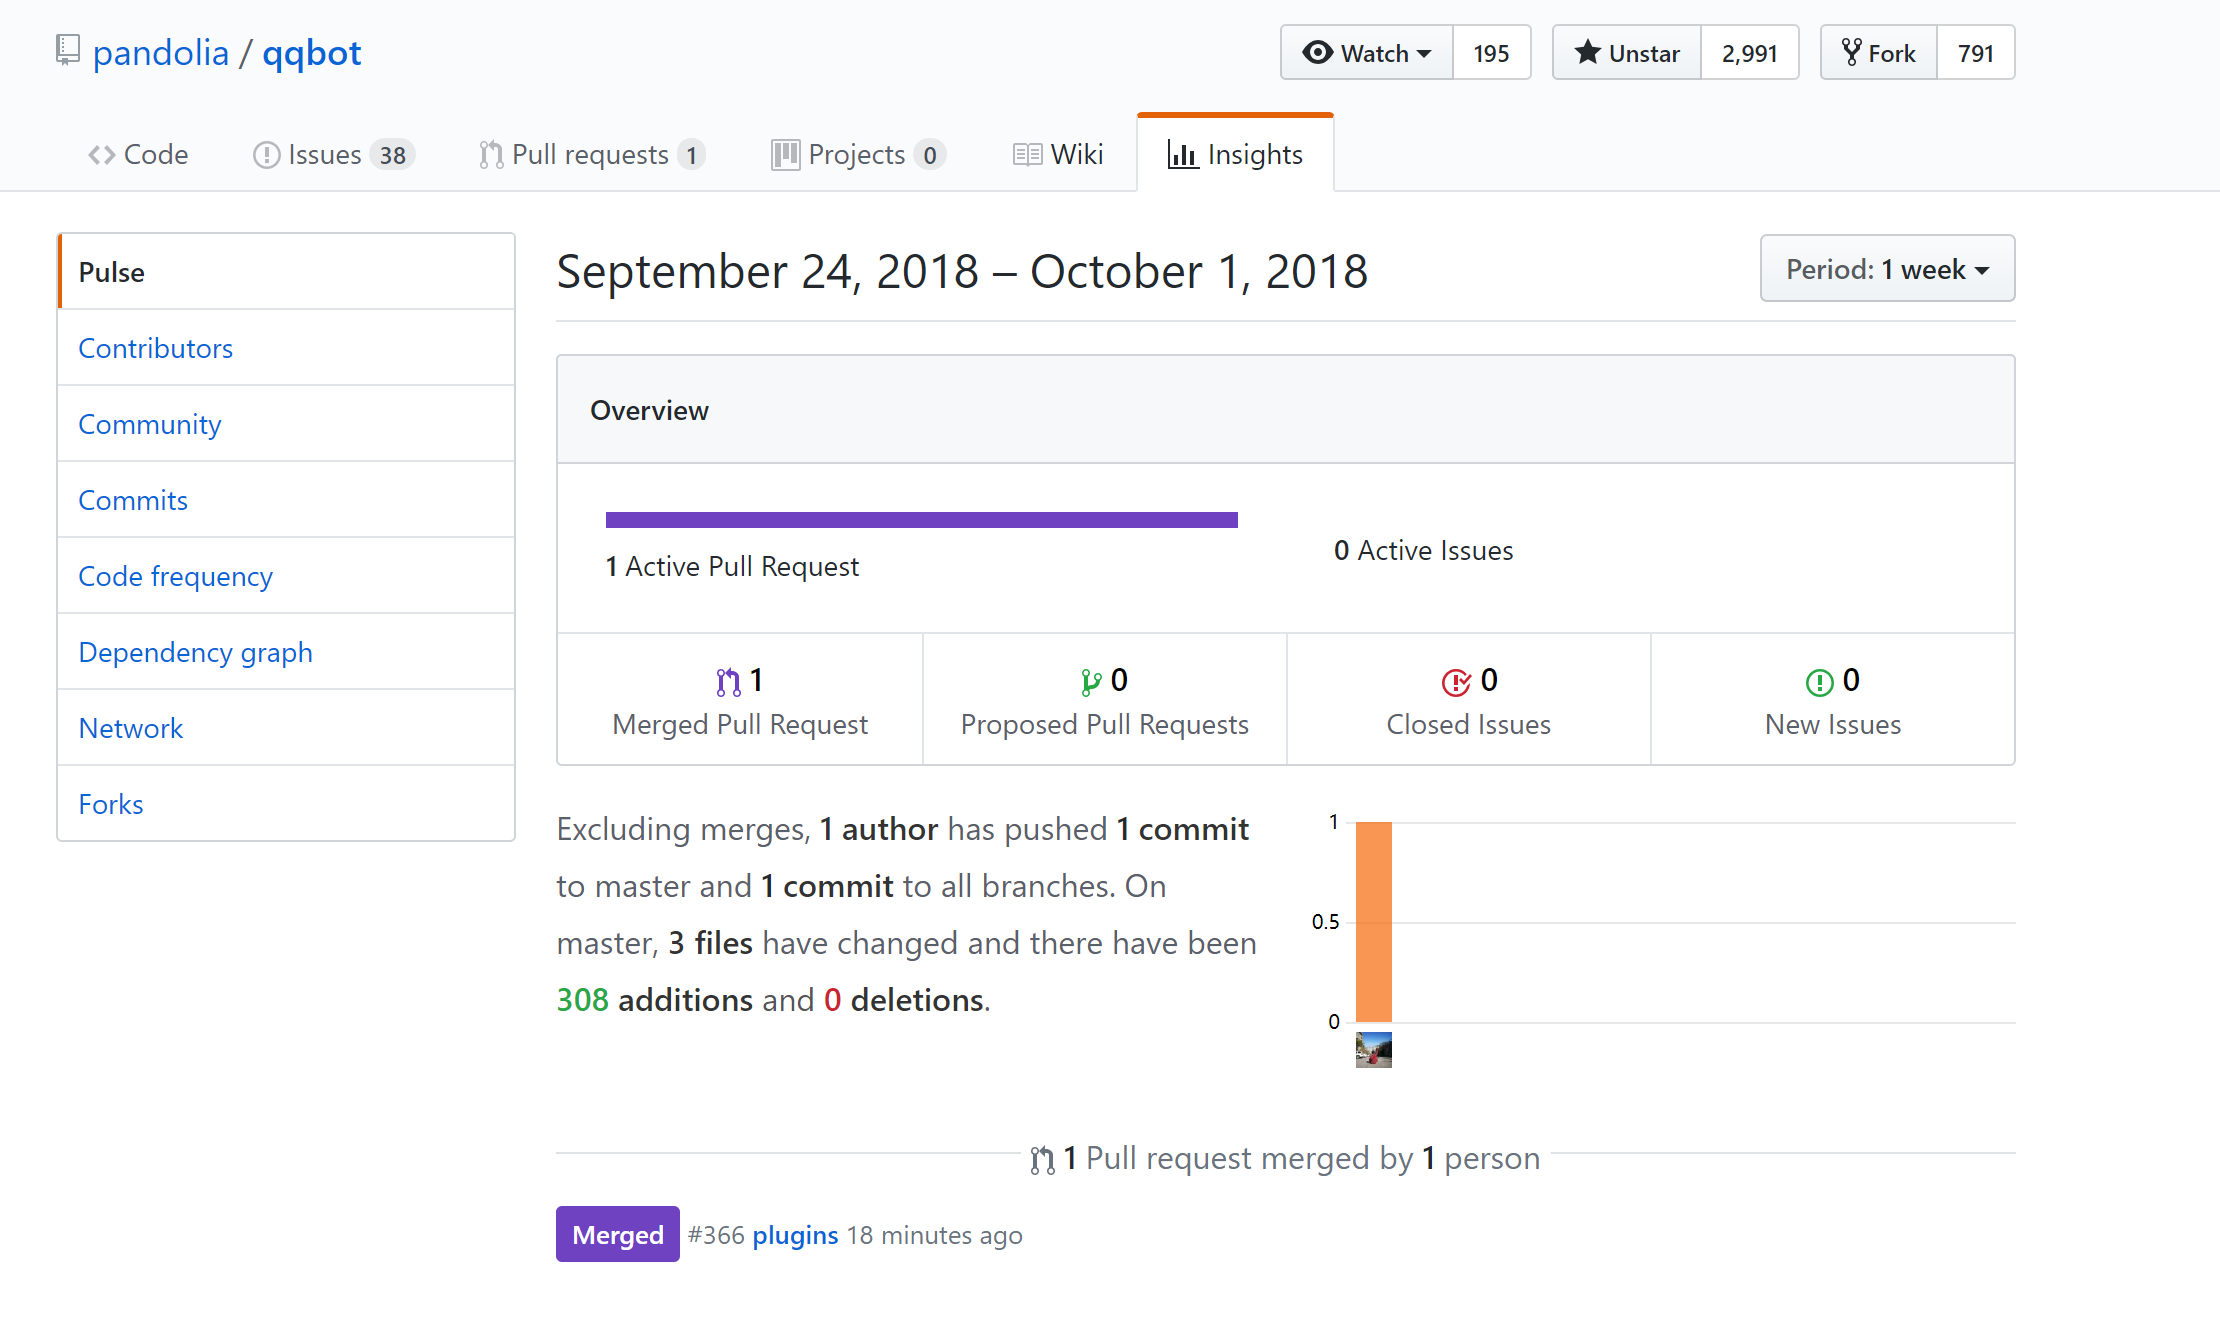 pandolia / qqbot
Watch 195
Unstar 2,991
Fork 791
Code
Issues 38
Pull requests 1
Projects 0
Wiki
Insights
Pulse
Contributors
Community
Commits
Code frequency
Dependency graph
Network
Forks
September 24, 2018 – October 1, 2018
Period: 1 week
Overview
1 Active Pull Request
0 Active Issues
1
Merged Pull Request
0
Proposed Pull Requests
0
Closed Issues
0
New Issues
Excluding merges, 1 author has pushed 1 commit
to master and 1 commit to all branches. On
master, 3 files have changed and there have been
308 additions and 0 deletions.
1
0.5
0
1 Pull request merged by 1 person
Merged #366 plugins 18 minutes ago